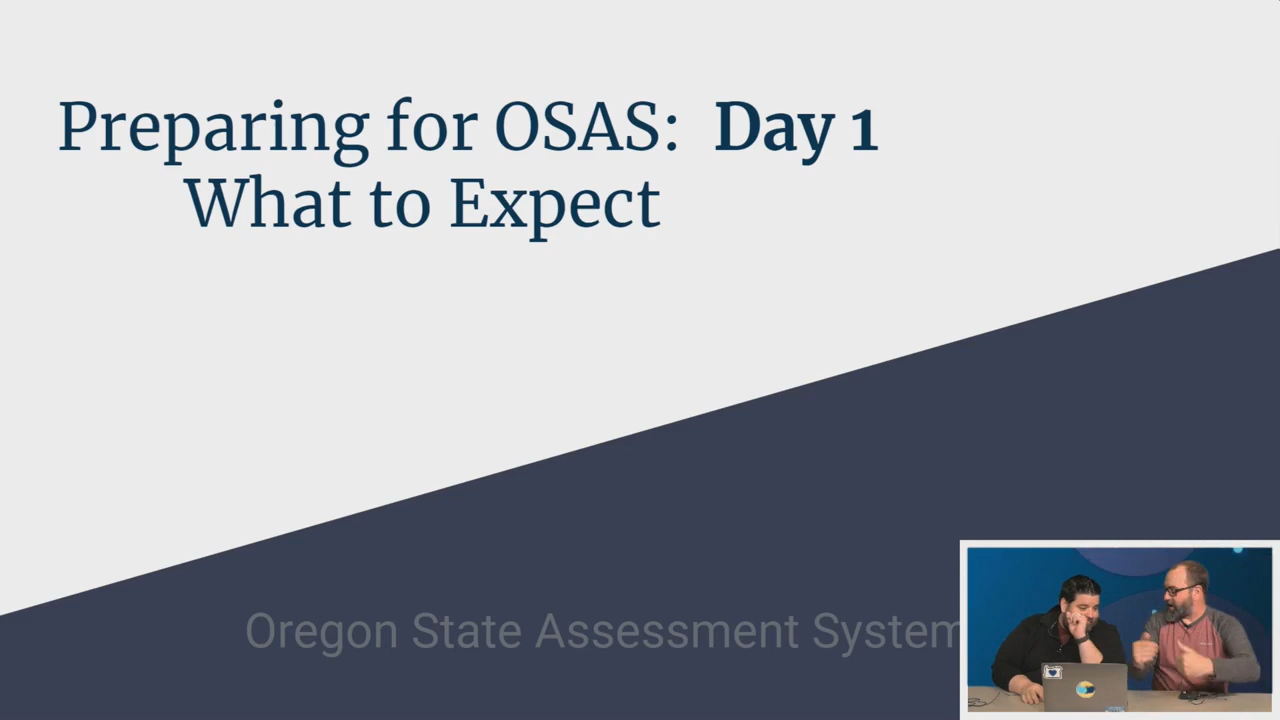 Preparing for OSAS: Day 1
What to Expect
Oregon State Assessment System